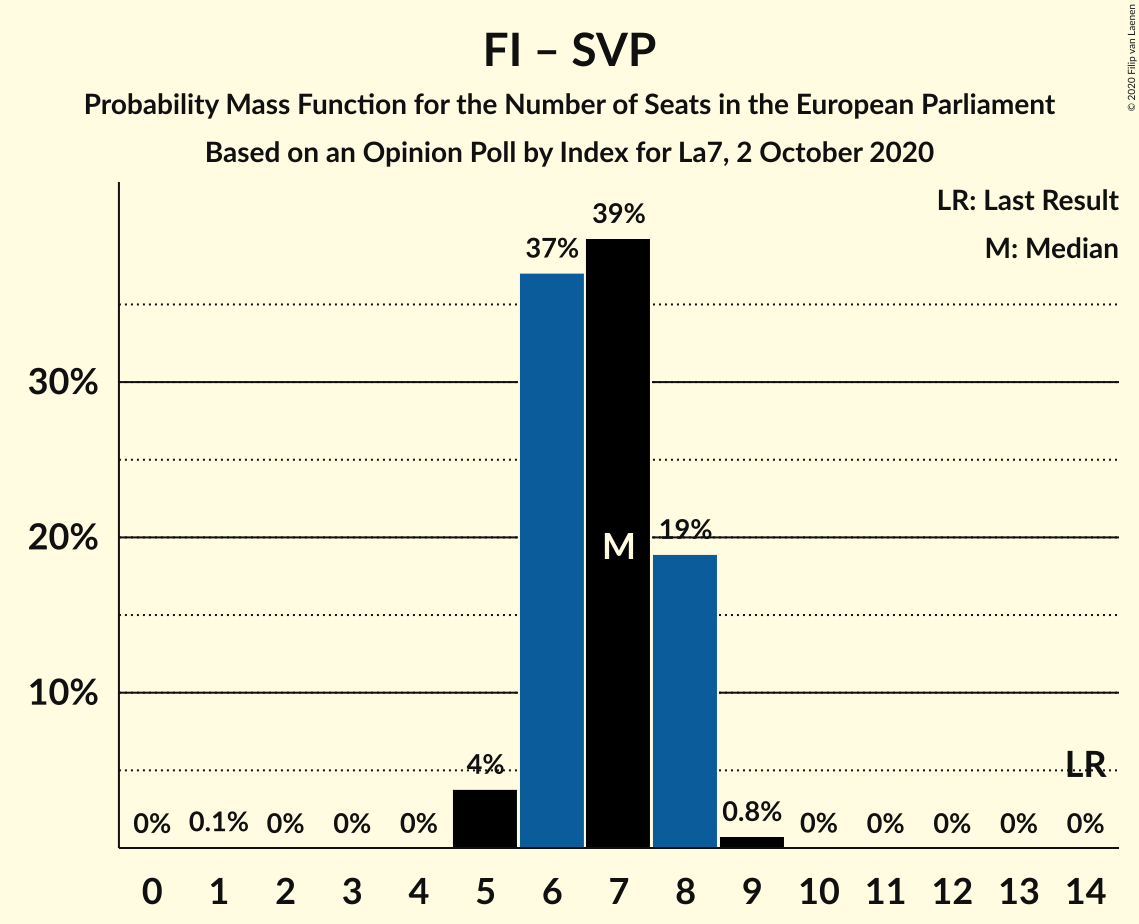 FI – SVP
Probability Mass Function for the Number of Seats in the European Parliament
Based on an Opinion Poll by Index for La7, 2 October 2020
© 2020 Filip van Laenen
LR: Last Result
M: Median
39%
37%
30%
20%
19%
M
10%
4%
LR
0% 0.1% 0% 0% 0% 0.8% 0% 0% 0% 0% 0%
0 1 2 3 4 5 6 7 8 9 10 11 12 13 14